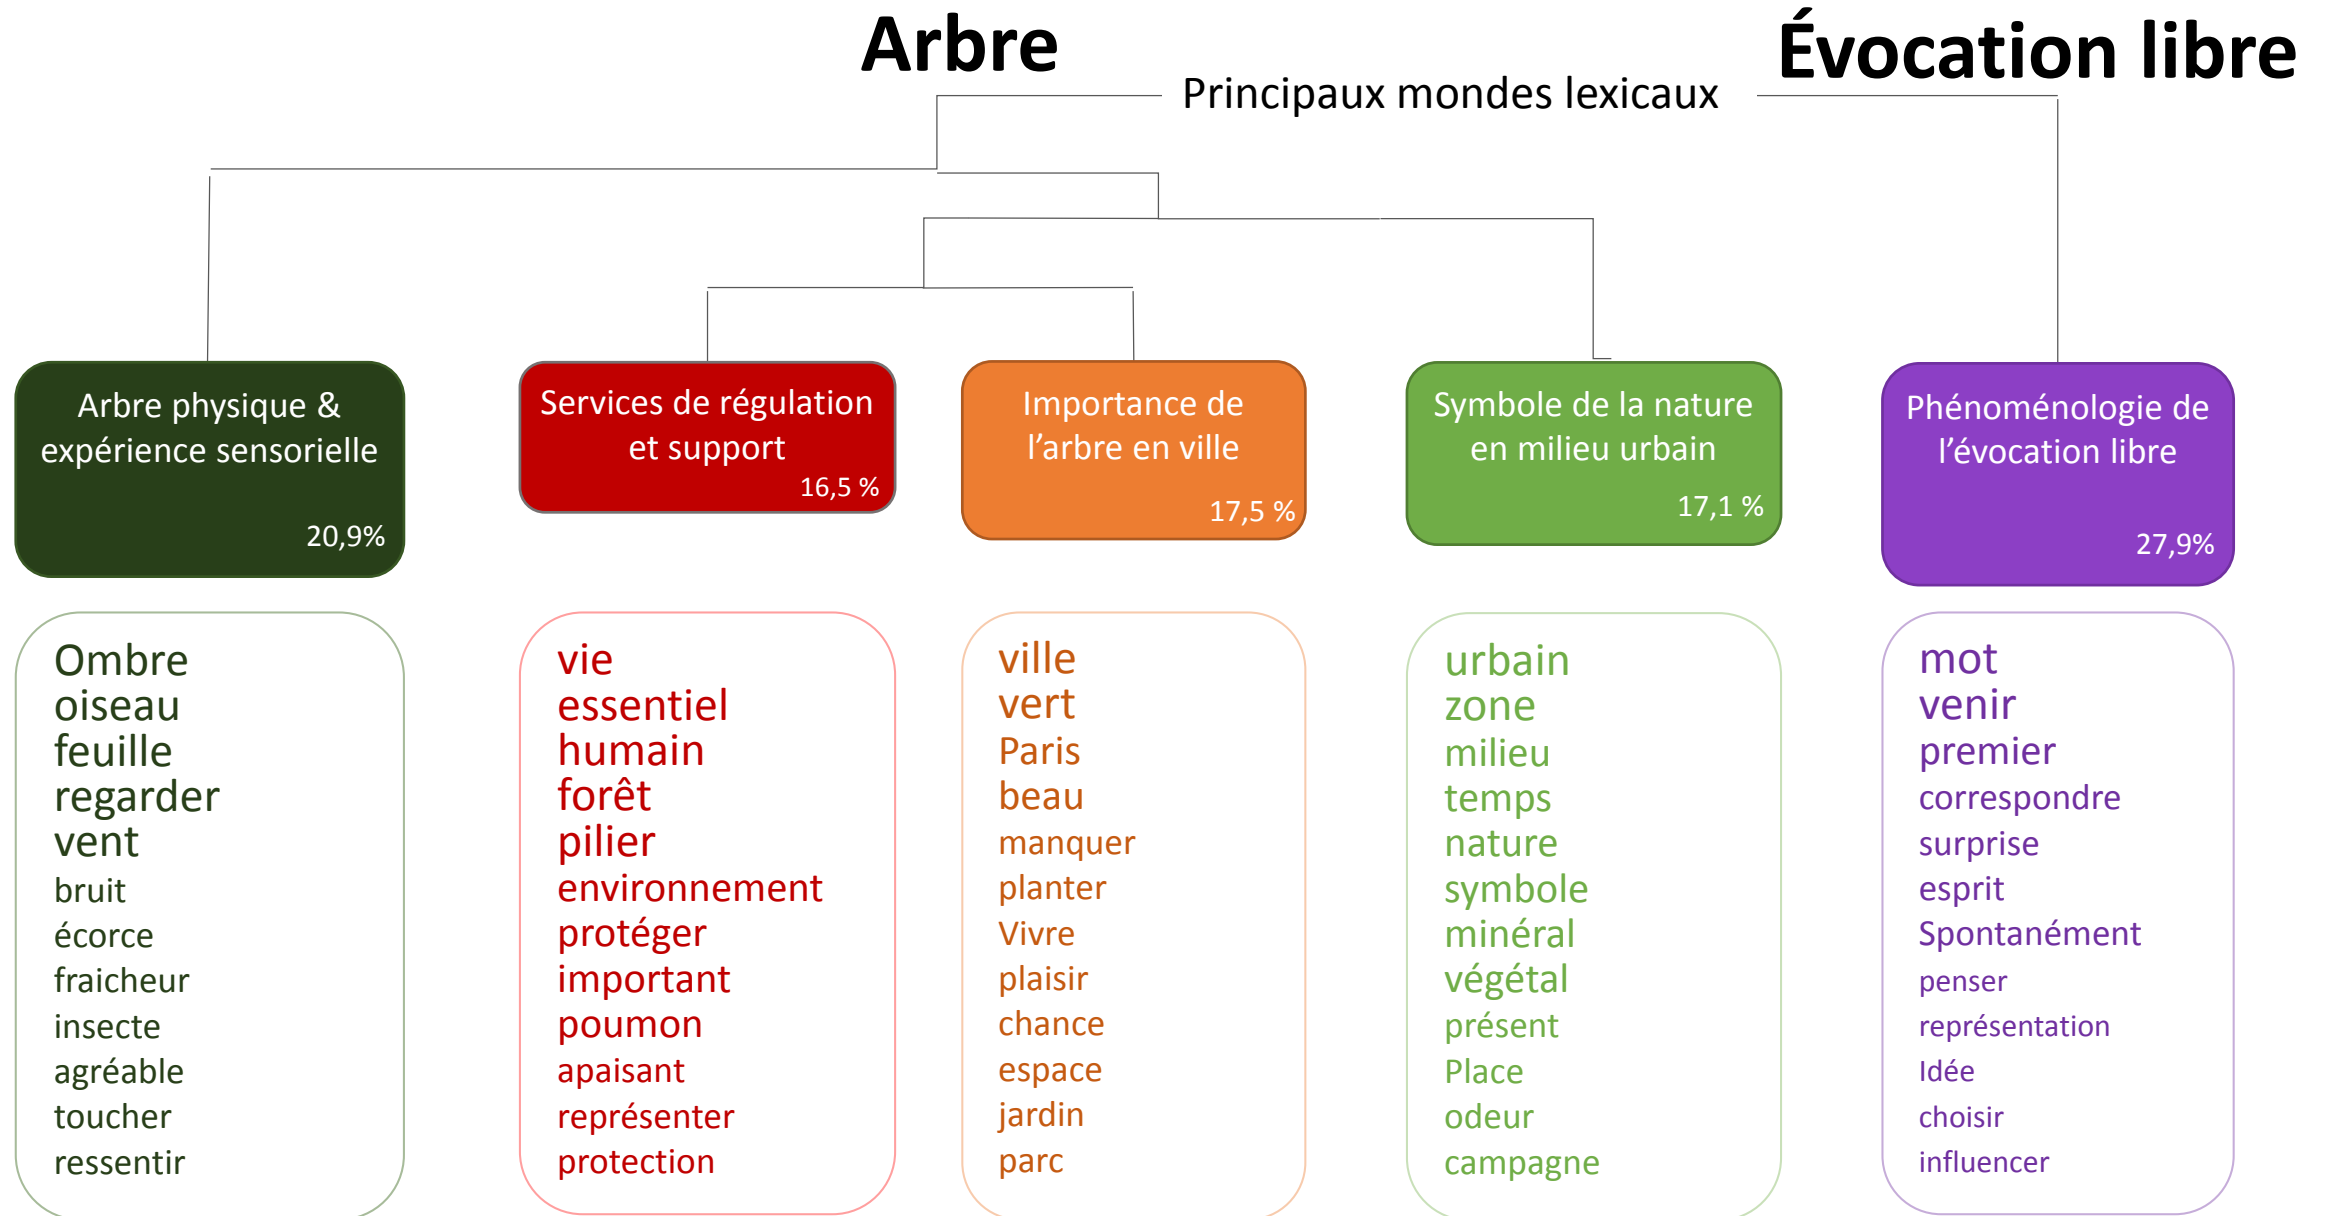 Arbre
Évocation libre
Principaux mondes lexicaux
Arbre physique &
expérience sensorielle
20,9%
Services de régulation
et support
16,5 %
Importance de
l'arbre en ville
17,5 %
Symbole de la nature
en milieu urbain
17,1 %
Phénoménologie de
l'évocation libre
27,9%
Ombre
oiseau
feuille
regarder
vent
bruit
écorce
fraicheur
insecte
agréable
toucher
ressentir
vie
essentiel
humain
forêt
pilier
environnement
protéger
important
poumon
apaisant
représenter
protection
ville
vert
Paris
beau
manquer
planter
Vivre
plaisir
chance
espace
jardin
parc
urbain
zone
milieu
temps
nature
symbole
minéral
végétal
présent
Place
odeur
campagne
mot
venir
premier
correspondre
surprise
esprit
Spontanément
penser
représentation
Idée
choisir
influencer